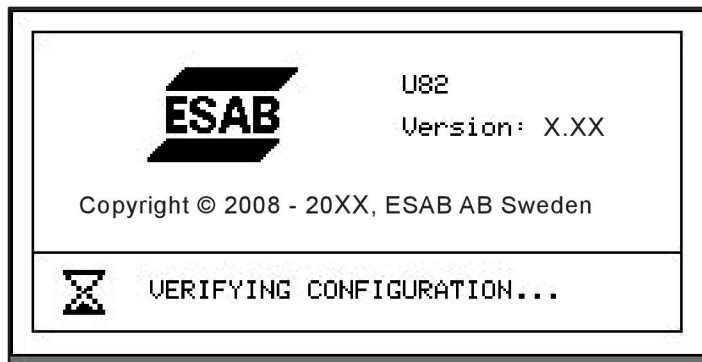 ESAB
U82
Version: X.XX
Copyright © 2008 - 20XX, ESAB AB Sweden
VERIFYING CONFIGURATION...